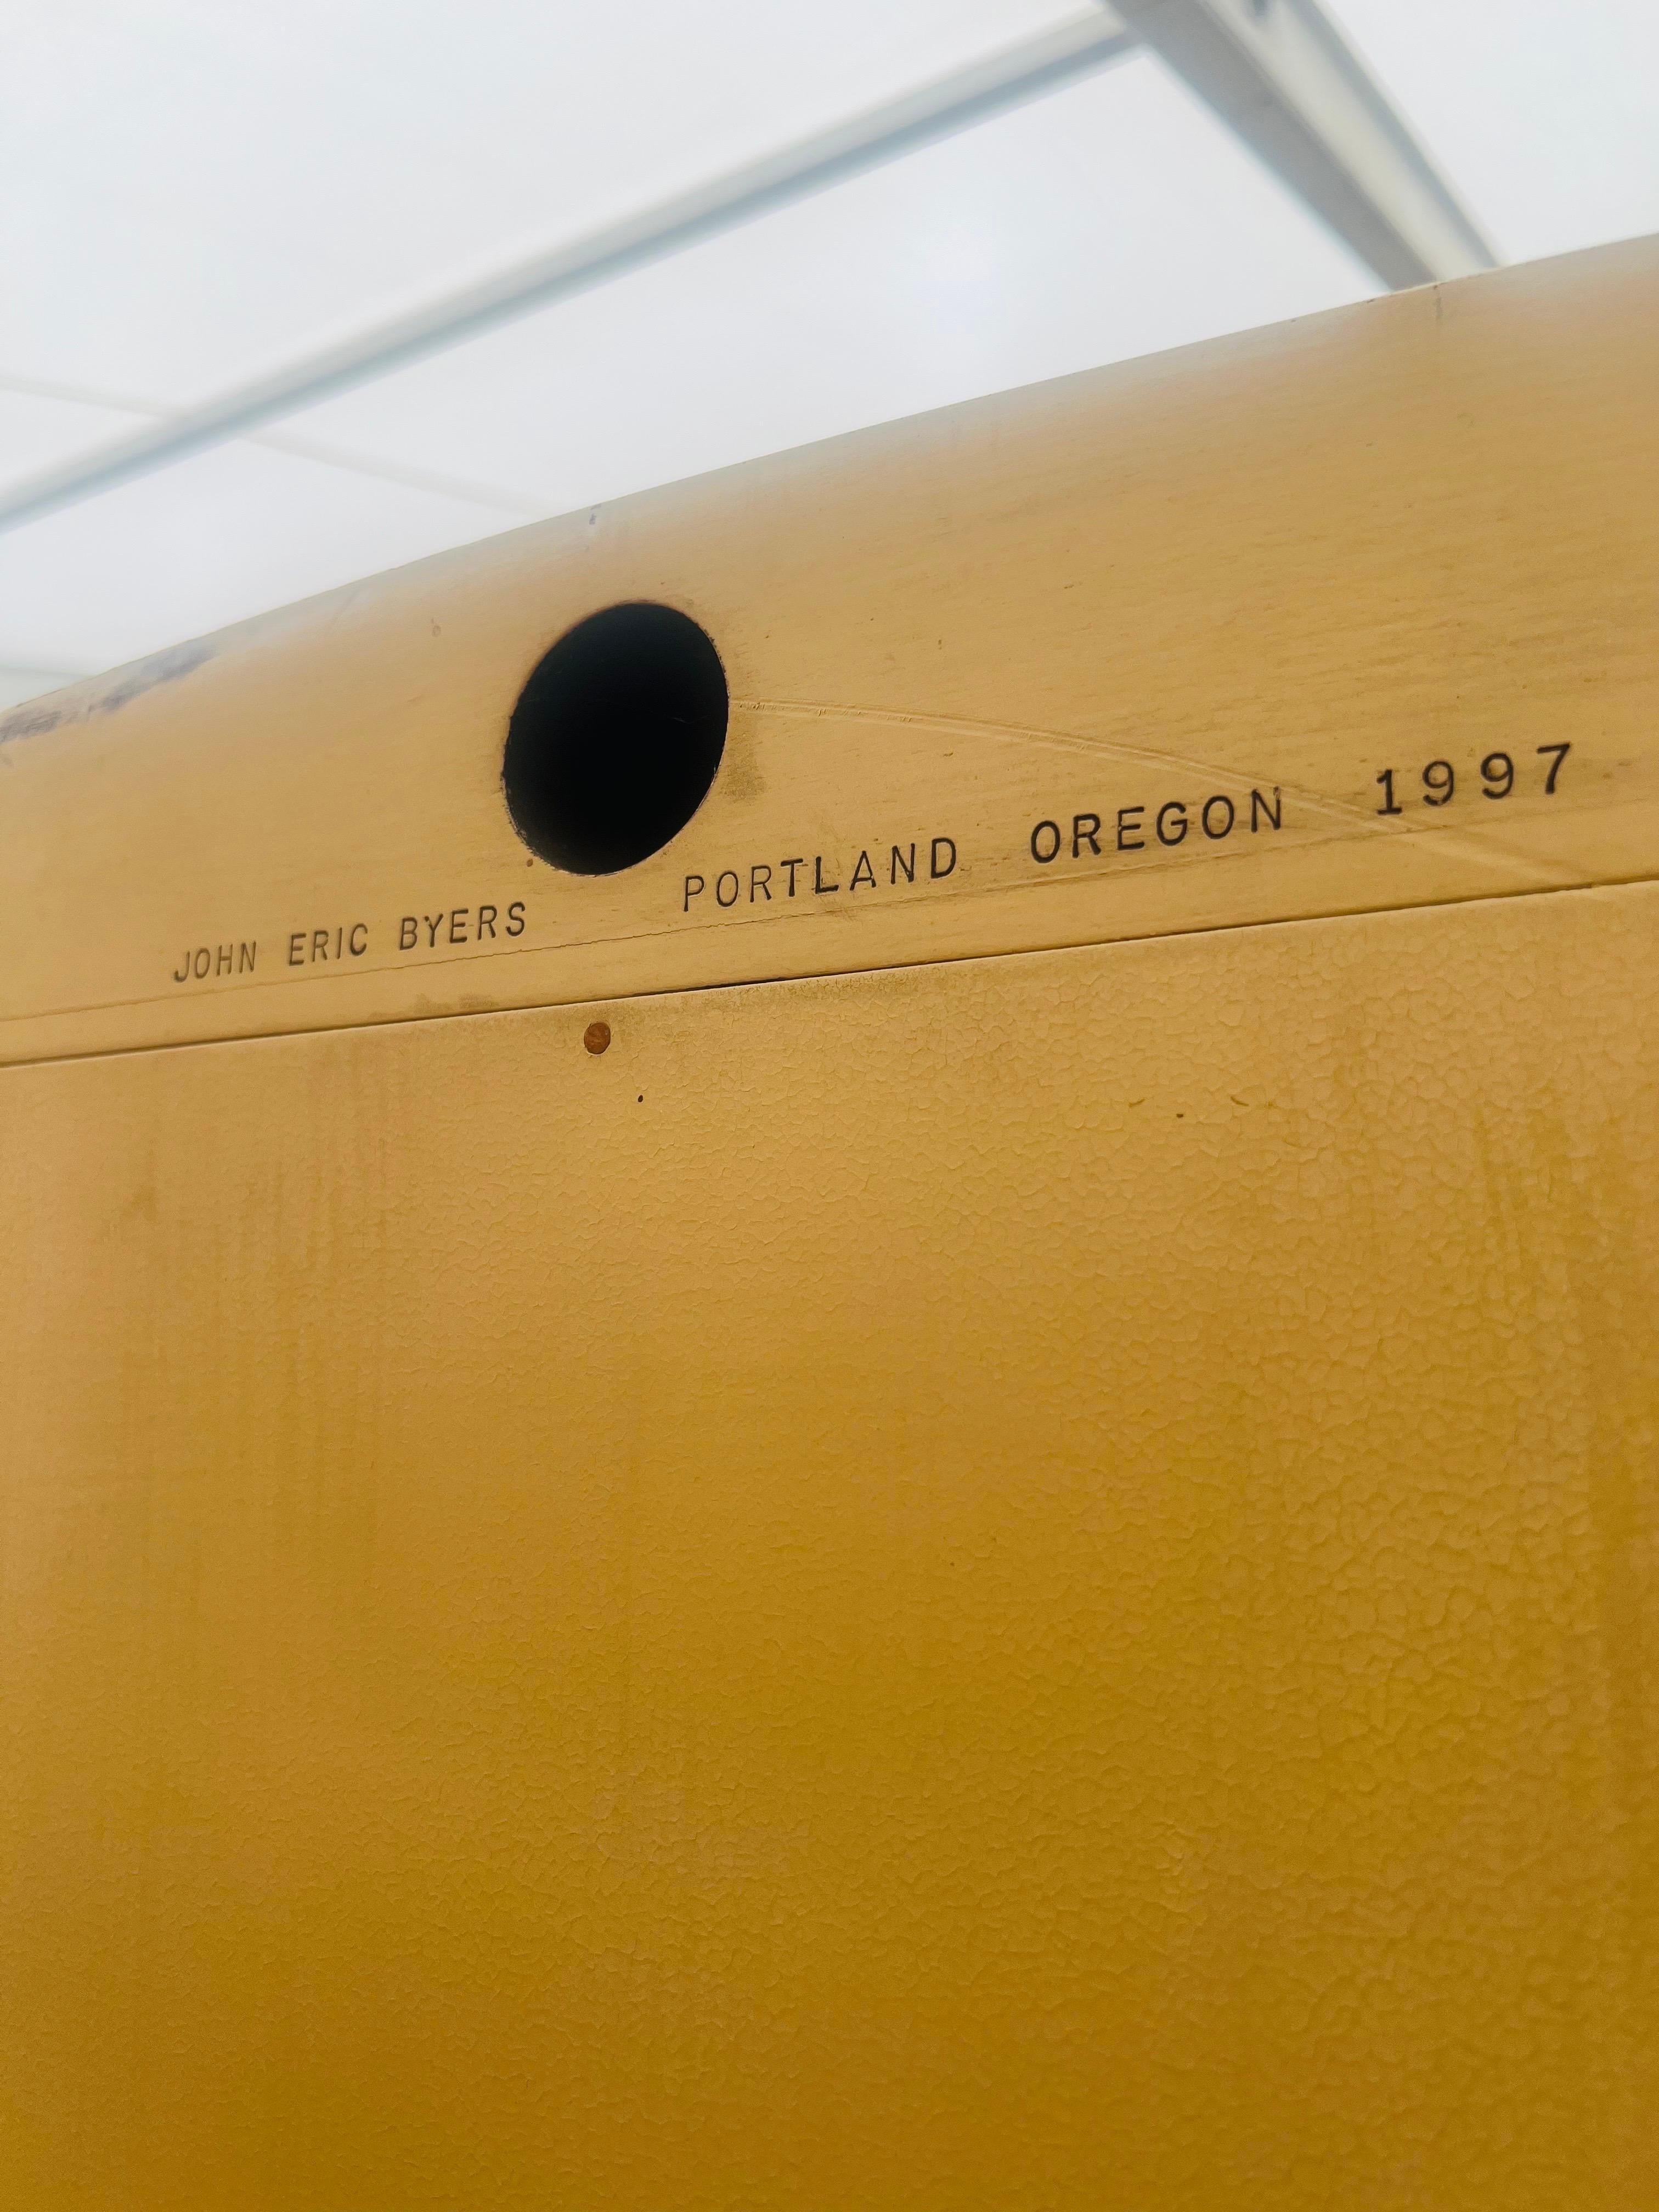 JOHN ERIC BYERS PORTLAND OREGON 1997